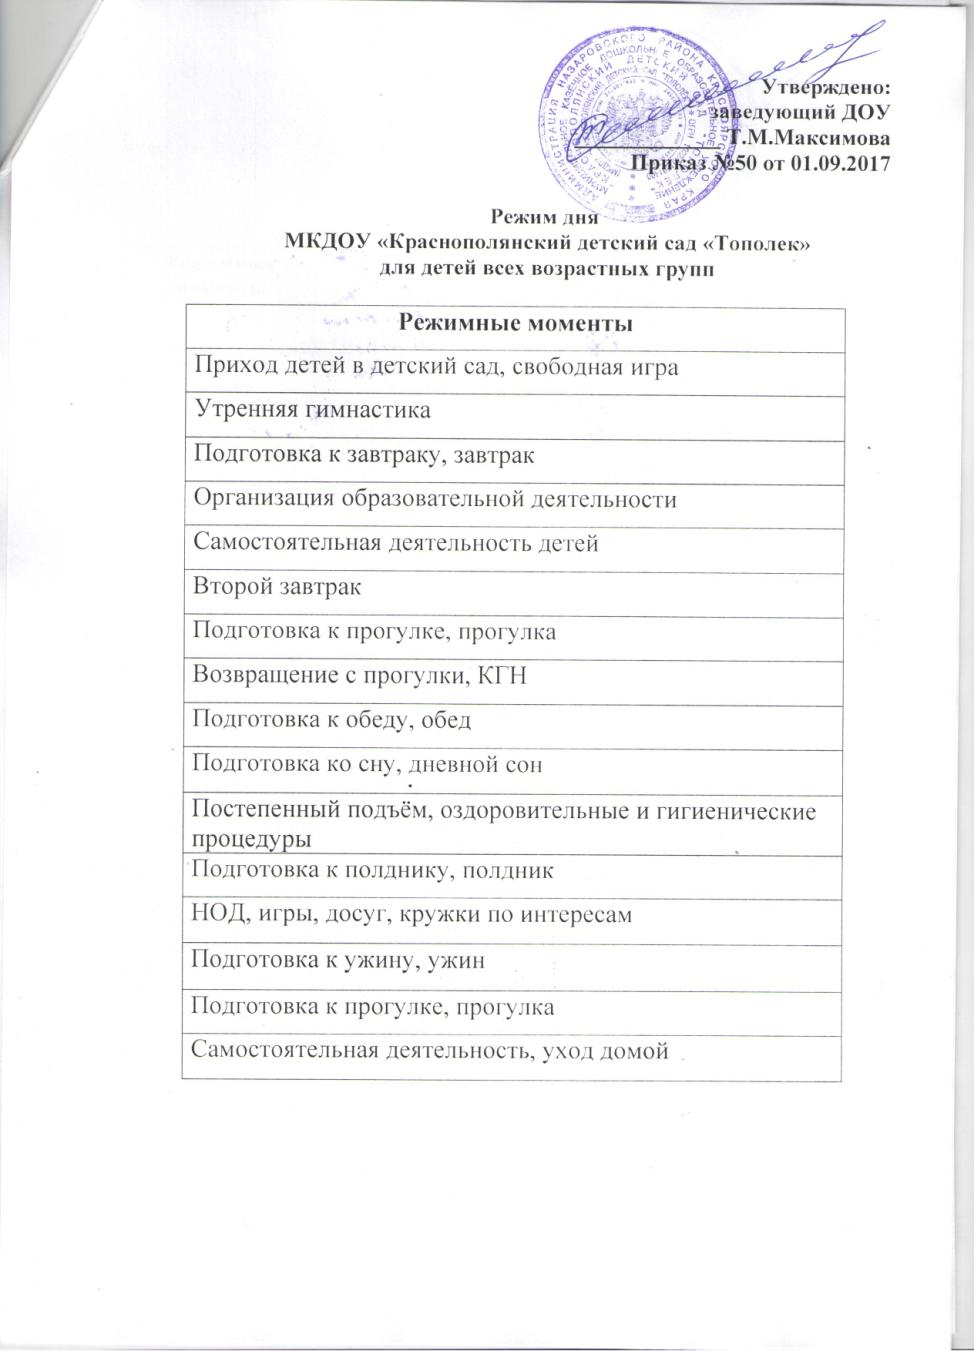 Утверждено:
заведующий ДОУ
Т.М.Максимова
Приказ №50 от 01.09.2017
Режим дня
МКДОУ «Краснополянский детский сад «Тополек»
для детей всех возрастных групп
Режимные моменты
Приход детей в детский сад, свободная игра
Утренняя гимнастика
Подготовка к завтраку, завтрак
Организация образовательной деятельности
Самостоятельная деятельность детей
Второй завтрак
Подготовка к прогулке, прогулка
Возвращение с прогулки, КГН
Подготовка к обеду, обед
Подготовка ко сну, дневной сон
Постепенный подъём, оздоровительные и гигиенические
процедуры
Подготовка к полднику, полдник
НОД, игры, досуг, кружки по интересам
Подготовка к ужину, ужин
Подготовка к прогулке, прогулка
Самостоятельная деятельность, уход домой